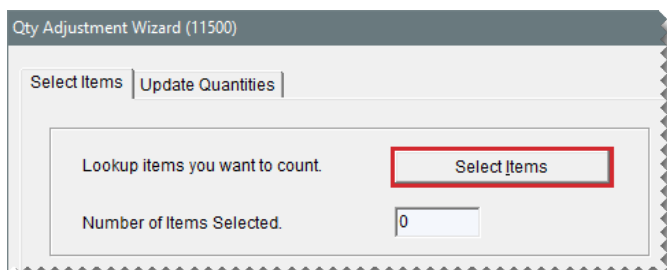 Qty Adjustment Wizard (11500)
Select Items
Update Quantities
Lookup items you want to count.
Select Items
Number of Items Selected.
0